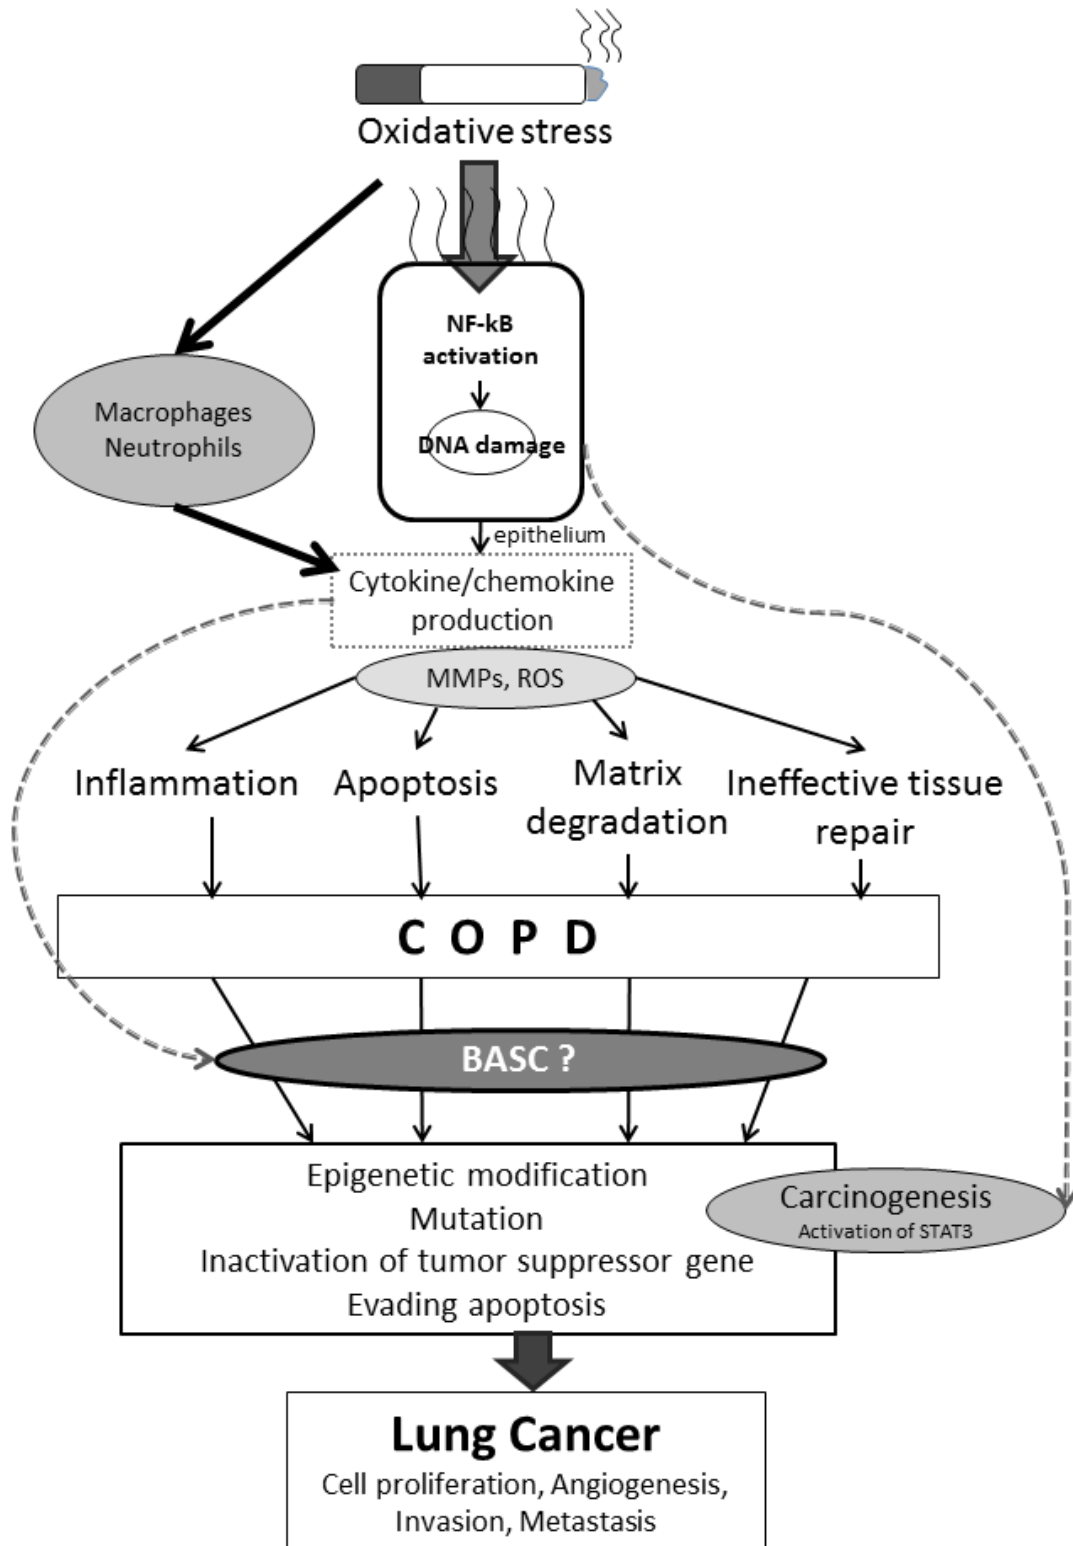 Oxidative stress
NF-kB
activation
DNA damage
Macrophages
Neutrophils
epithelium
Cytokine/chemokine
production
MMPs, ROS
Inflammation
Apoptosis
Matrix
degradation
Ineffective tissue
repair
C O P D
BASC ?
Epigenetic modification
Mutation
Inactivation of tumor suppressor gene
Evading apoptosis
Carcinogenesis
Activation of STAT3
Lung Cancer
Cell proliferation, Angiogenesis,
Invasion, Metastasis